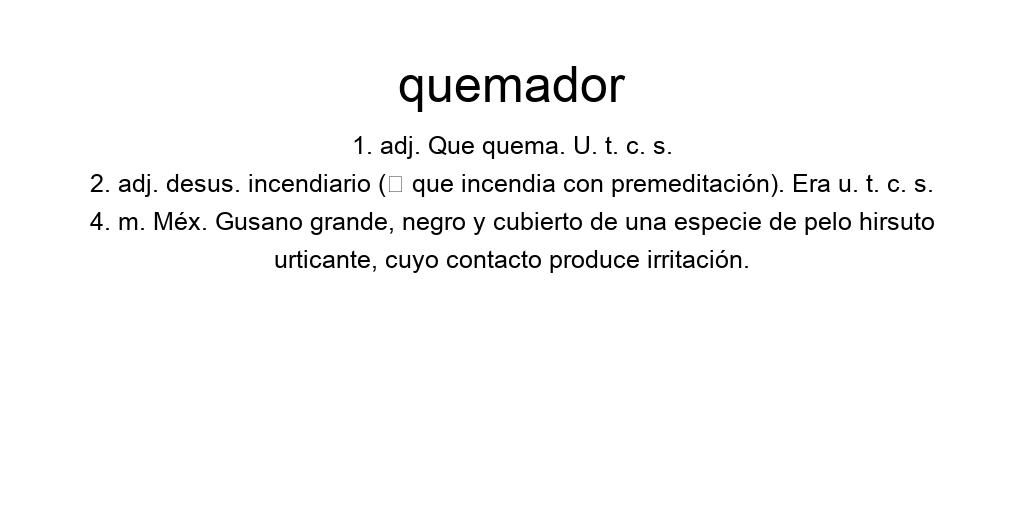 quemador
1. adj. Que quema. U. t. c. s.
2. adj. desus. incendiario (□ que incendia con premeditación). Era u. t. c. s.
4. m. Méx. Gusano grande, negro y cubierto de una especie de pelo hirsuto
urticante, cuyo contacto produce irritación.